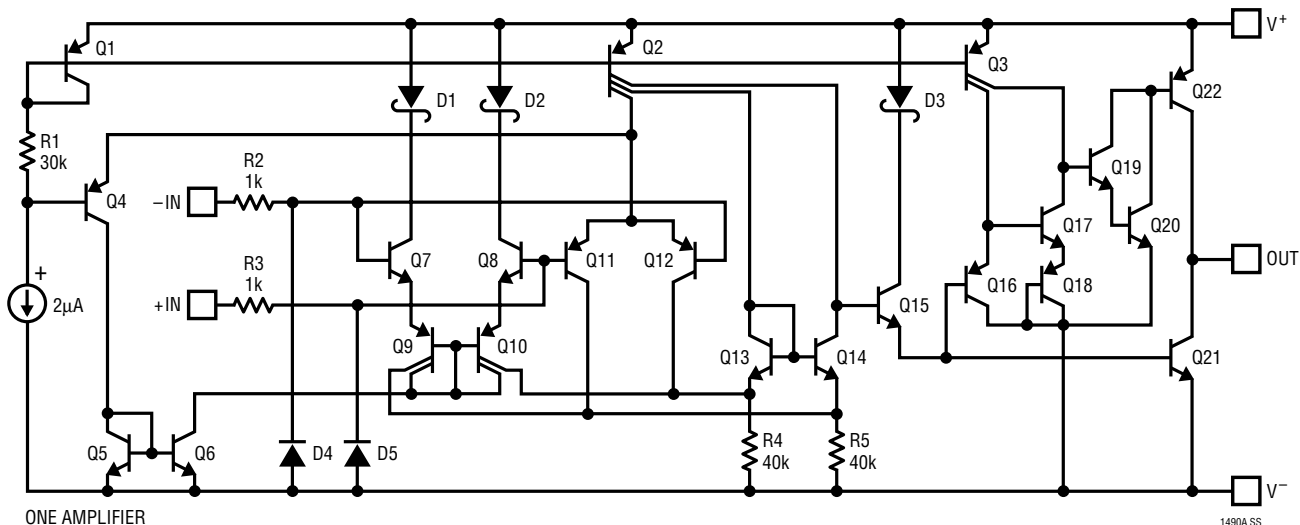 V+
Q1
Q2
Q3
Q22
D1
D2
D3
R1
30k
R2
1k
Q19
Q4
−IN
Q17
Q20
Q7
Q8
Q11
Q12
OUT
R3
1k
Q16
Q18
+
2µA
+IN
Q15
Q9
Q10
Q13
Q14
Q21
Q5
Q6
D4
D5
R4
40k
R5
40k
V−
ONE AMPLIFIER
1490A SS